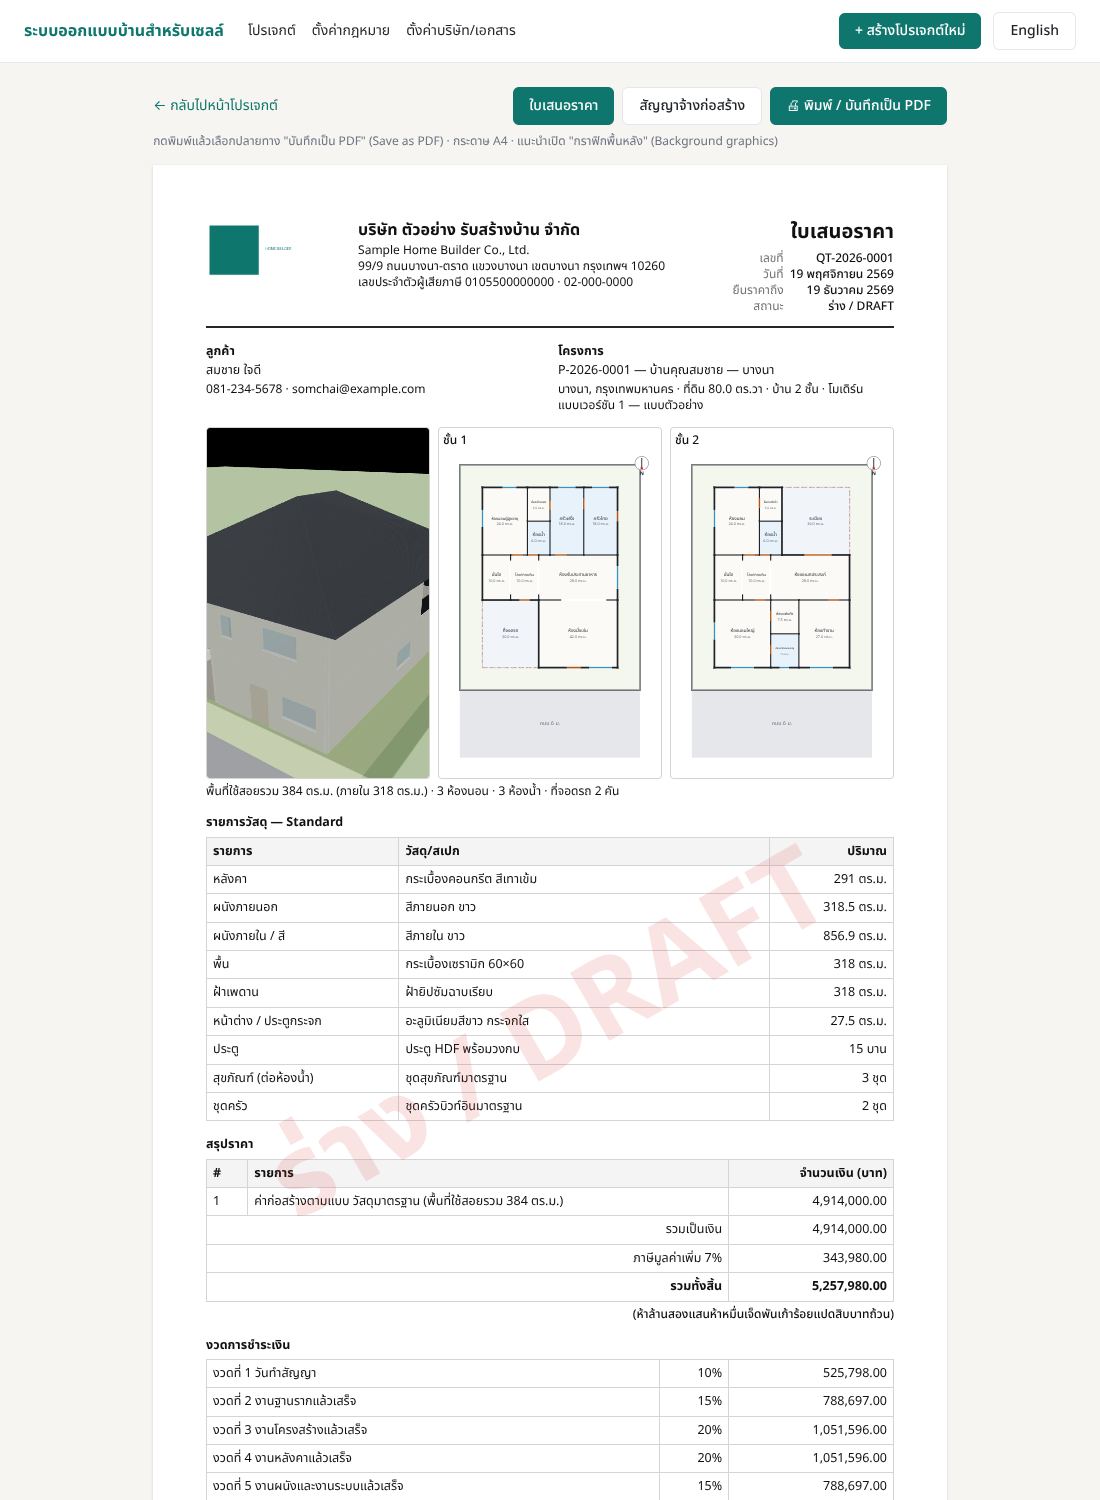 ระบบออกแบบบ้านสำหรับเซลล์ โปรเจกต์ ตั้งค่ากฎหมาย ตั้งค่าบริษัท/เอกสาร + สร้างโปรเจกต์ใหม่ English
← กลับไปหน้าโปรเจกต์ ใบเสนอราคา สัญญาจ้างก่อสร้าง 🖨 พิมพ์ / บันทึกเป็น PDF
กดพิมพ์แล้วเลือกปลายทาง "บันทึกเป็น PDF" (Save as PDF) · กระดาษ A4 · แนะนำเปิด "กราฟิกพื้นหลัง" (Background graphics)
บริษัท ตัวอย่าง รับสร้างบ้าน จำกัด
Sample Home Builder Co., Ltd.
99/9 ถนนบางนา-ตราด แขวงบางนา เขตบางนา กรุงเทพฯ 10260
เลขประจำตัวผู้เสียภาษี 0105500000000 · 02-000-0000
ใบเสนอราคา
เลขที่ QT-2026-0001
วันที่ 19 พฤศจิกายน 2569
ยืนราคาถึง 19 ธันวาคม 2569
สถานะ ร่าง / DRAFT
ลูกค้า
สมชาย ใจดี
081-234-5678 · somchai@example.com
โครงการ
P-2026-0001 — บ้านคุณสมชาย — บางนา
บางนา, กรุงเทพมหานคร · ที่ดิน 80.0 ตร.วา · บ้าน 2 ชั้น · โมเดิร์น
แบบเวอร์ชัน 1 — แบบตัวอย่าง
ชั้น 1
ชั้น 2
พื้นที่ใช้สอยรวม 384 ตร.ม. (ภายใน 318 ตร.ม.) · 3 ห้องนอน · 3 ห้องน้ำ · ที่จอดรถ 2 คัน
รายการวัสดุ — Standard
รายการ วัสดุ/สเปก ปริมาณ
หลังคา กระเบื้องคอนกรีต สีเทาเข้ม 291 ตร.ม.
ผนังภายนอก สีภายนอก ขาว 318.5 ตร.ม.
ผนังภายใน / สี สีภายใน ขาว 856.9 ตร.ม.
พื้น กระเบื้องเซรามิก 60×60 318 ตร.ม.
ฝ้าเพดาน ฝ้ายิปซัมฉาบเรียบ 318 ตร.ม.
หน้าต่าง / ประตูกระจก อะลูมิเนียมสีขาว กระจกใส 27.5 ตร.ม.
ประตู ประตู HDF พร้อมวงกบ 15 บาน
สุขภัณฑ์ (ต่อห้องน้ำ) ชุดสุขภัณฑ์มาตรฐาน 3 ชุด
ชุดครัว ชุดครัวบิวท์อินมาตรฐาน 2 ชุด
ร่าง / DRAFT
สรุปราคา
# รายการ จำนวนเงิน (บาท)
1 ค่าก่อสร้างตามแบบ วัสดุมาตรฐาน (พื้นที่ใช้สอยรวม 384 ตร.ม.) 4,914,000.00
รวมเป็นเงิน 4,914,000.00
ภาษีมูลค่าเพิ่ม 7% 343,980.00
รวมทั้งสิ้น 5,257,980.00
(ห้าล้านสองแสนห้าหมื่นเจ็ดพันเก้าร้อยแปดสิบบาทถ้วน)
งวดการชำระเงิน
งวดที่ 1 วันทำสัญญา 10% 525,798.00
งวดที่ 2 งานฐานรากแล้วเสร็จ 15% 788,697.00
งวดที่ 3 งานโครงสร้างแล้วเสร็จ 20% 1,051,596.00
งวดที่ 4 งานหลังคาแล้วเสร็จ 20% 1,051,596.00
งวดที่ 5 งานผนังและงานระบบแล้วเสร็จ 15% 788,697.00